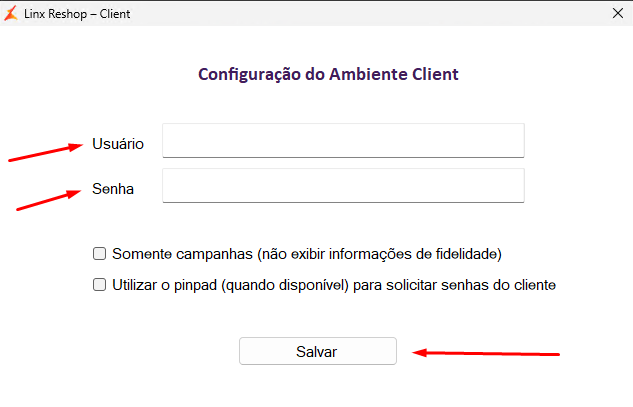 Linx Reshop – Client
Configuração do Ambiente Client
Usuário
Senha
Somente campanhas (não exibir informações de fidelidade)
Utilizar o pinpad (quando disponível) para solicitar senhas do cliente
Salvar